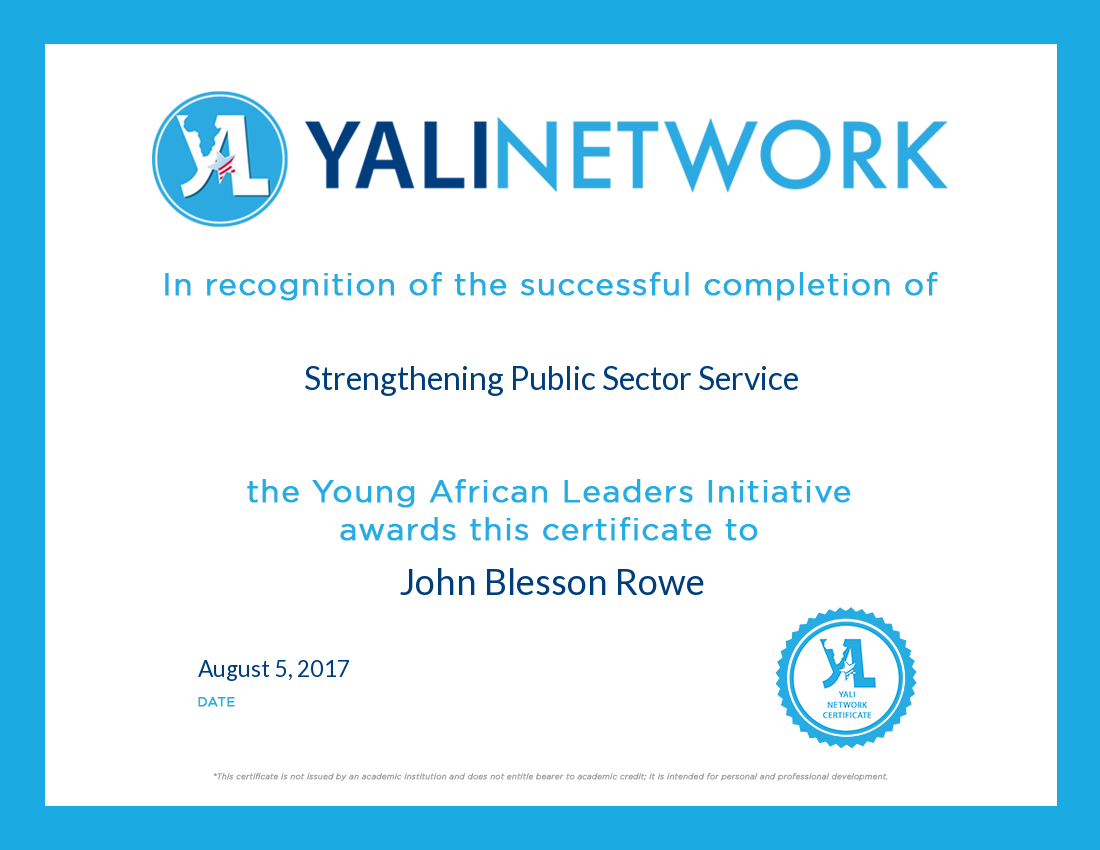 YALINETWORK
In recognition of the successful completion of
Strengthening Public Sector Service
the Young African Leaders Initiative
awards this certificate to
John Blesson Rowe
August 5, 2017
DATE
YALI
NETWORK
CERTIFICATE
*This certificate is not issued by an academic institution and does not entitle bearer to academic credit; it is intended for personal and professional development.